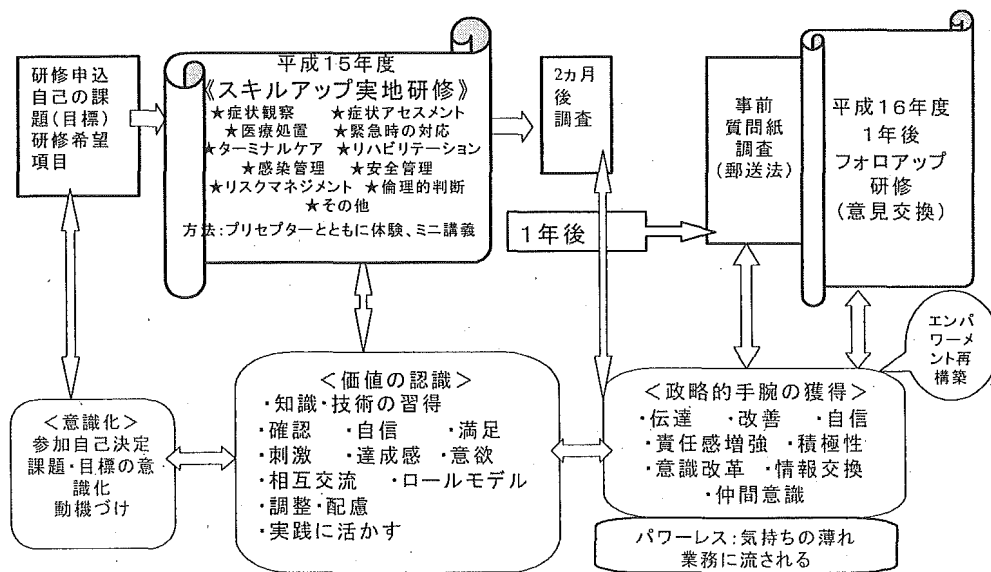 研修申込
自己の課
題(目標)
研修希望
項目
平成15年度
《スキルアップ実地研修》
★症状観察 ★症状アセスメント
★医療処置 ★緊急時の対応
★ターミナルケア ★リハビリテーション
★感染管理 ★安全管理
★リスクマネジメント ★倫理的判断
★その他
方法:プリセプターとともに体験、ミニ講義
2ヵ月
後
調査
1年後
事前
質問紙
調査
(郵送法)
平成16年度
1年後
フォロアップ
研修
(意見交換)
エンパ
ワーメ
ント再
構築
<意識化>
参加自己決定
課題・目標の意
識化
動機づけ
<価値の認識>
・知識・技術の習得
・確認 ・自信 ・満足
・刺激 ・達成感 ・意欲
・相互交流 ・ロールモデル
・調整・配慮
・実践に活かす
<政略的手腕の獲得>
・伝達 ・改善 ・自信
・責任感増強 ・積極性
・意識改革 ・情報交換
・仲間意識
パワーレス:気持ちの薄れ
業務に流される